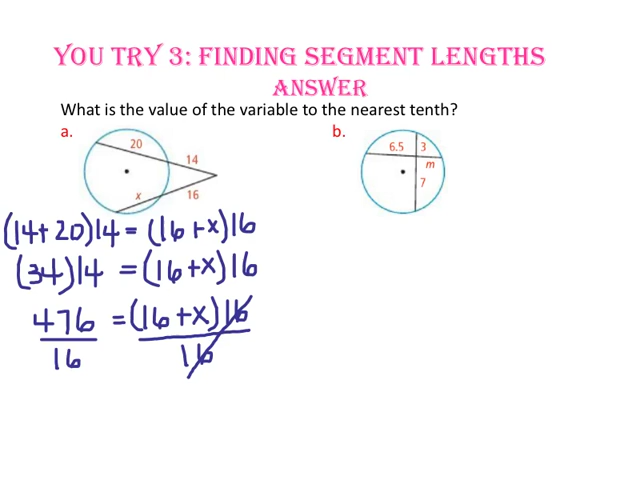 YOU TRY 3: FINDING SEGMENT LENGTHS
ANSWER
What is the value of the variable to the nearest tenth?
a.
20
14
x
16
b.
6.5
3
m
7
(14+20)14=(16+x)16
(34)14=(16+x)16
476=(16+x)16
16 16